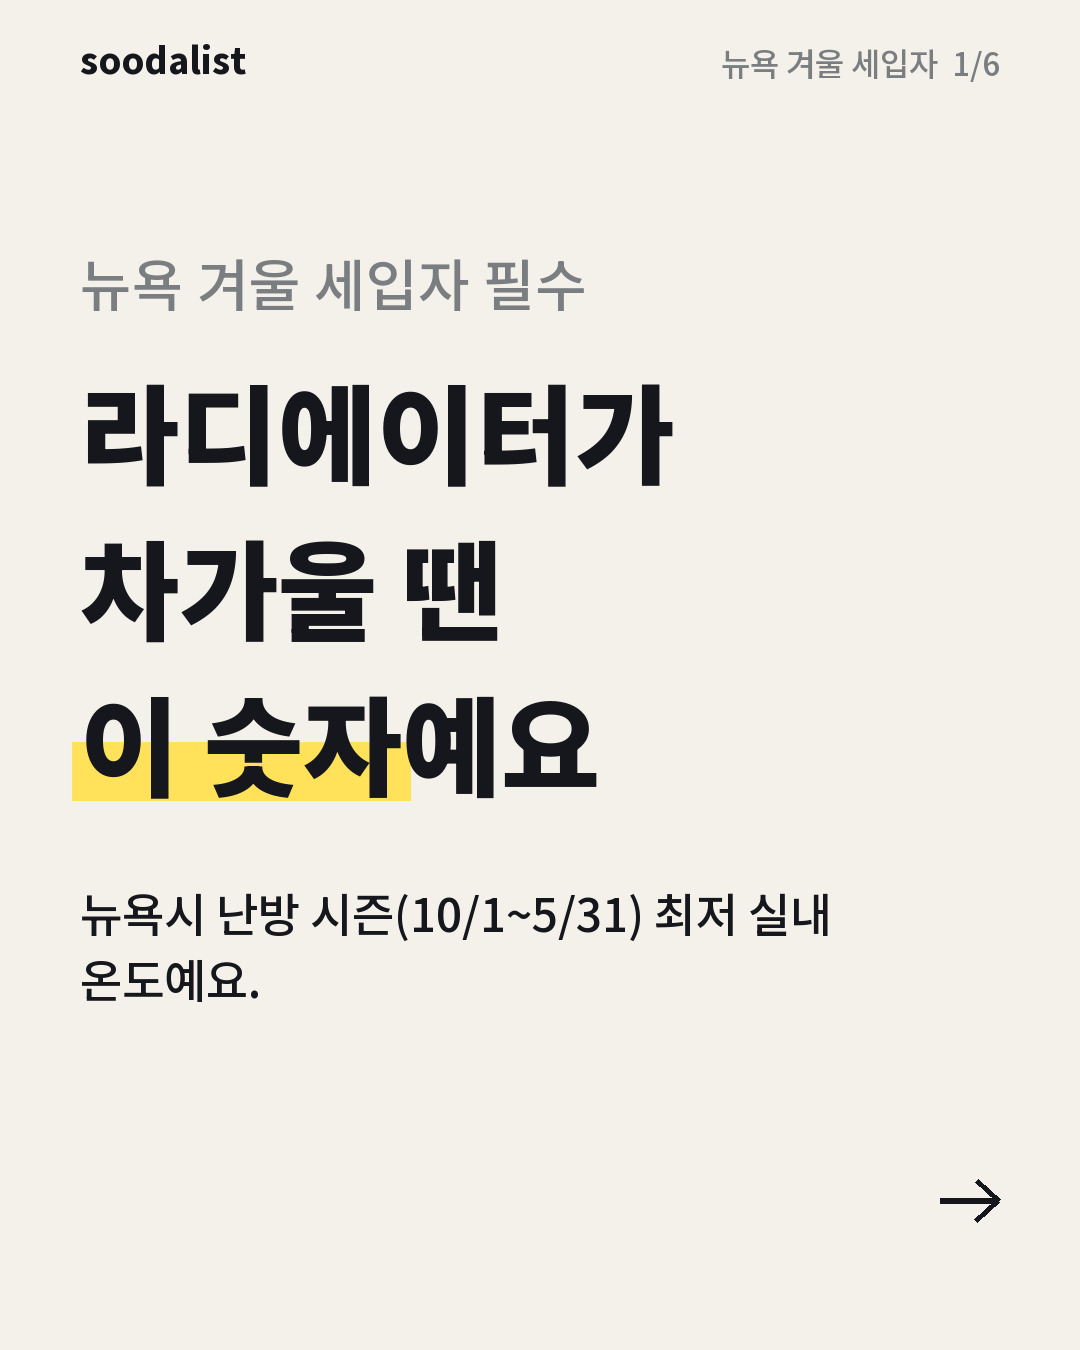 soodalist
뉴욕 겨울 세입자 1/6
뉴욕 겨울 세입자 필수
라디에이터가
차가울 땐
이 숫자예요
뉴욕시 난방 시즌(10/1~5/31) 최저 실내
온도예요.